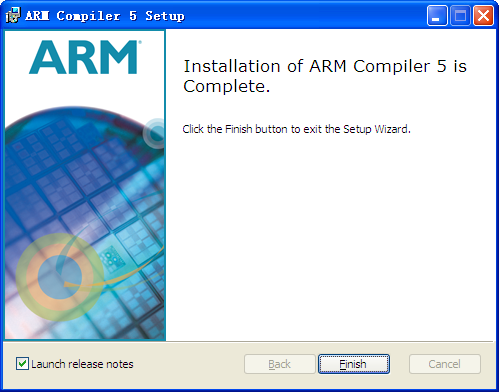 ARM Compiler 5 Setup
ARM
Installation of ARM Compiler 5 is
Complete.
Click the Finish button to exit the Setup Wizard.
Launch release notes
Back
Finish
Cancel